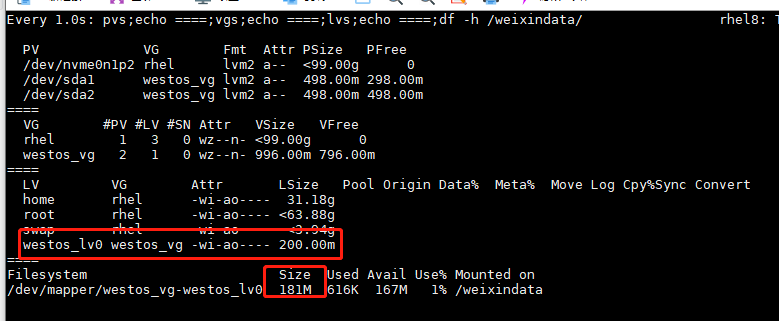 Every 1.0s: pvs;echo ====;vgs;echo ====;lvs;echo ====;df -h /weixindata/ rhel8: T
PV VG Fmt Attr PSize PFree
/dev/nvme0n1p2 rhel lvm2 a-- <99.00g 0
/dev/sda1 westos_vg lvm2 a-- 498.00m 298.00m
/dev/sda2 westos_vg lvm2 a-- 498.00m 498.00m
====
VG #PV #LV #SN Attr VSize VFree
rhel 1 3 0 wz--n- <99.00g 0
westos_vg 2 1 0 wz--n- 996.00m 796.00m
====
LV VG Attr LSize Pool Origin Data% Meta% Move Log Cpy%Sync Convert
home rhel -wi-ao---- 31.18g
root rhel -wi-ao---- <63.88g
swap rhel -wi-ao---- <3.94g
westos_lv0 westos_vg -wi-ao---- 200.00m
====
Filesystem Size Used Avail Use% Mounted on
/dev/mapper/westos_vg-westos_lv0 181M 616K 167M 1% /weixindata